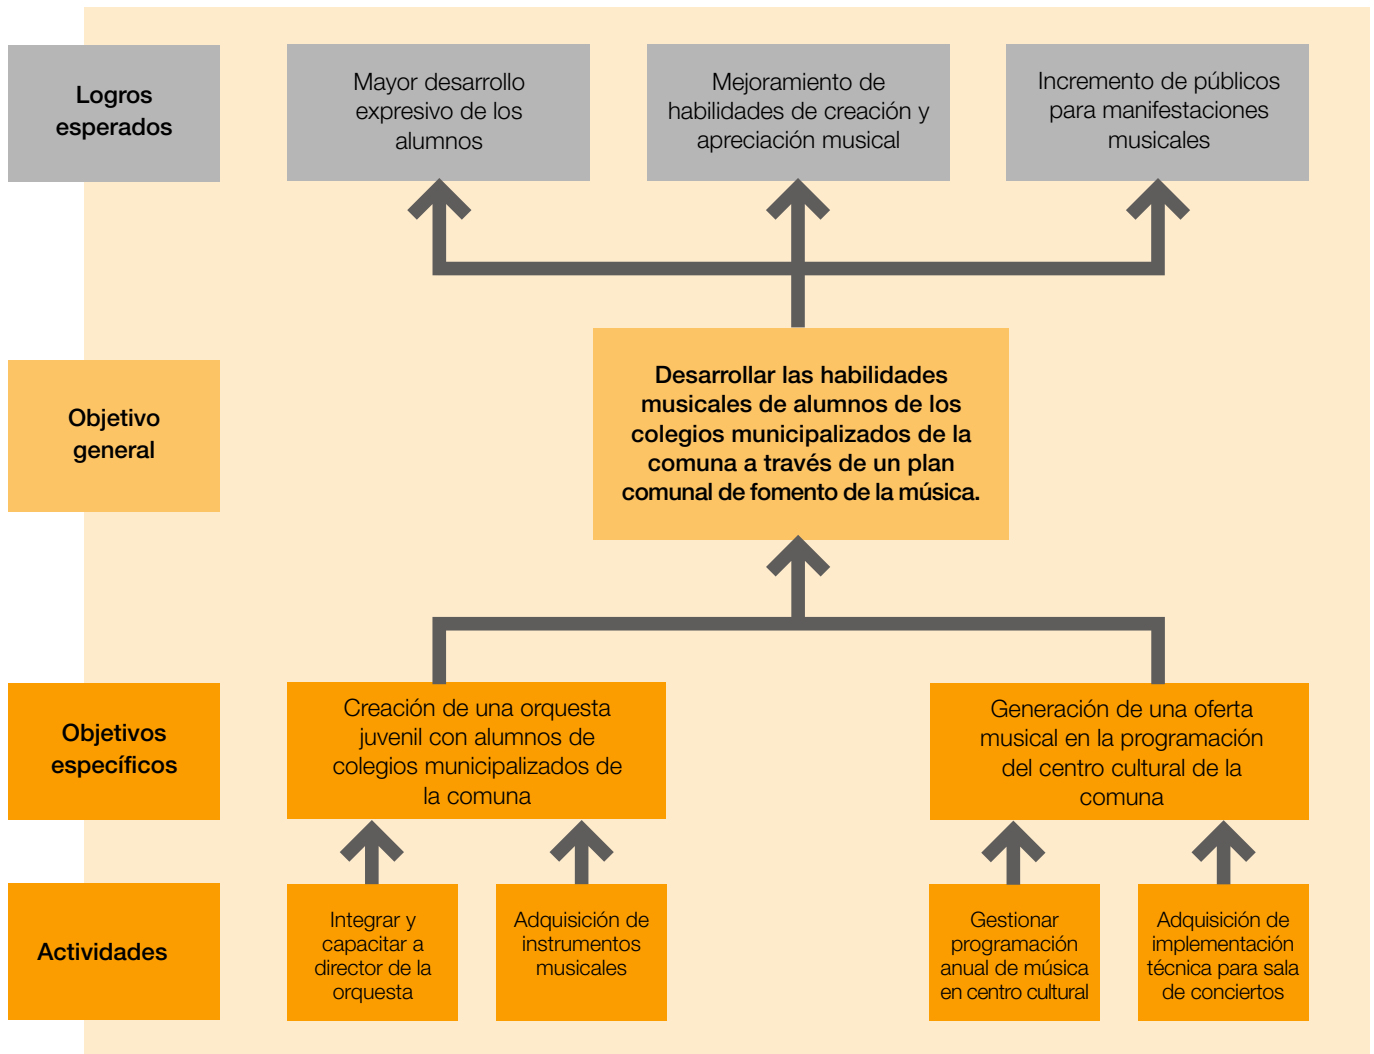 Logros
esperados
Mayor desarrollo
expresivo de los
alumnos
Mejoramiento de
habilidades de creación y
apreciación musical
Incremento de públicos
para manifestaciones
musicales
Objetivo
general
Desarrollar las habilidades
musicales de alumnos de los
colegios municipalizados de la
comuna a través de un plan
comunal de fomento de la música.
Objetivos
específicos
Creación de una orquesta
juvenil con alumnos de
colegios municipalizados de
la comuna
Generación de una oferta
musical en la programación
del centro cultural de la
comuna
Actividades
Integrar y
capacitar a
director de la
orquesta
Adquisición de
instrumentos
musicales
Gestionar
programación
anual de música
en centro cultural
Adquisición de
implementación
técnica para sala
de conciertos